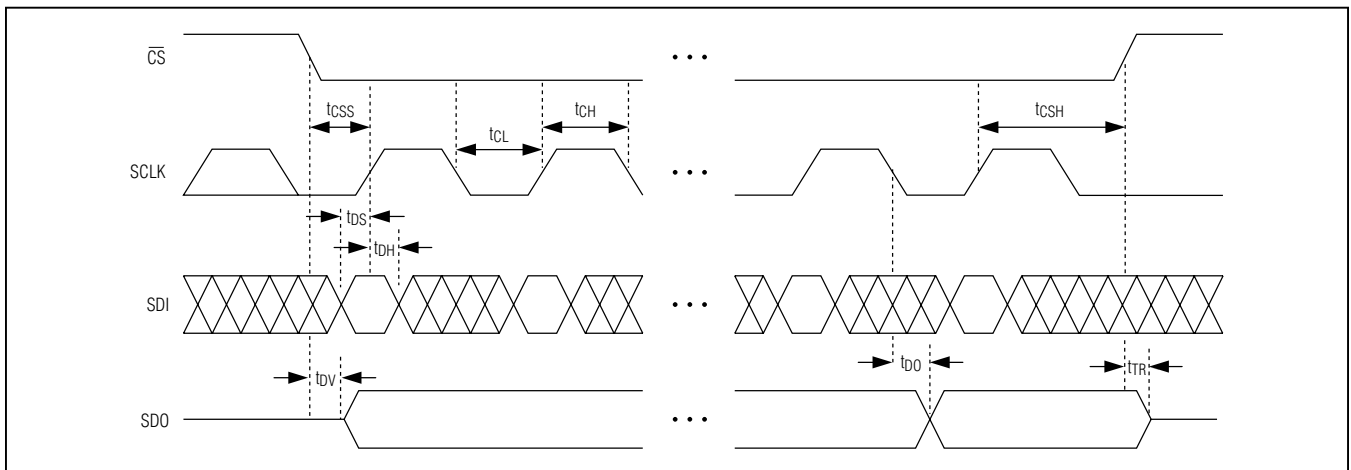 CS
tCSS
tCL
tCH
tCSH
SCLK
tDS
tDH
SDI
tDO
tTR
tDV
SDO